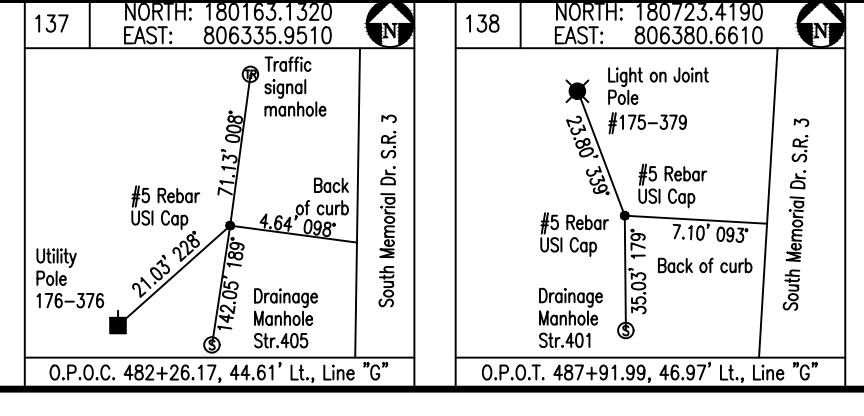 137
NORTH: 180163.1320
EAST: 806335.9510
N
TR
Traffic
signal
manhole
71.13' 008°
#5 Rebar
USI Cap
Back
of curb
4.64' 098°
Utility
Pole
176-376
21.03' 228°
142.05' 189°
Drainage
Manhole
Str.405
S
South Memorial Dr. S.R. 3
O.P.O.C. 482+26.17, 44.61' Lt., Line "G"
138
NORTH: 180723.4190
EAST: 806380.6610
N
Light on Joint
Pole
#175-379
23.80' 339°
#5 Rebar
USI Cap
#5 Rebar
USI Cap
7.10' 093°
Back of curb
35.03' 179°
Drainage
Manhole
Str.401
S
South Memorial Dr. S.R. 3
O.P.O.T. 487+91.99, 46.97' Lt., Line "G"